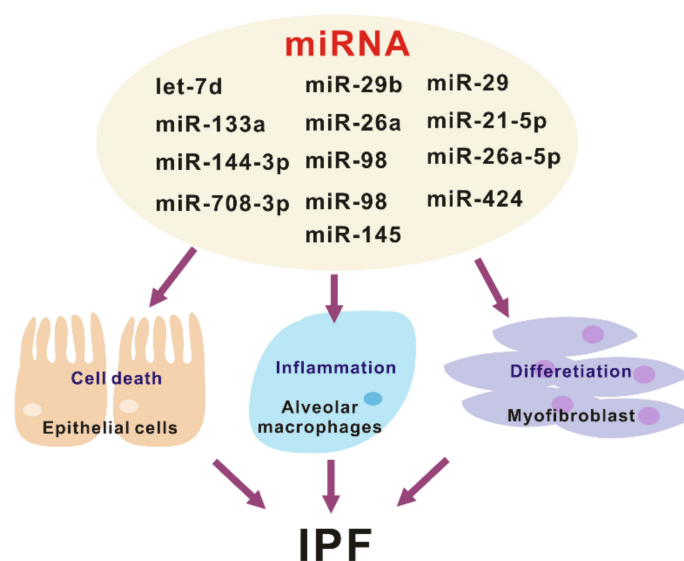 miRNA
let-7d
miR-133a
miR-144-3p
miR-708-3p
miR-29b
miR-26a
miR-98
miR-98
miR-145
miR-29
miR-21-5p
miR-26a-5p
miR-424
Cell death
Epithelial cells
Inflammation
Alveolar
macrophages
Differetiation
Myofibroblast
IPF